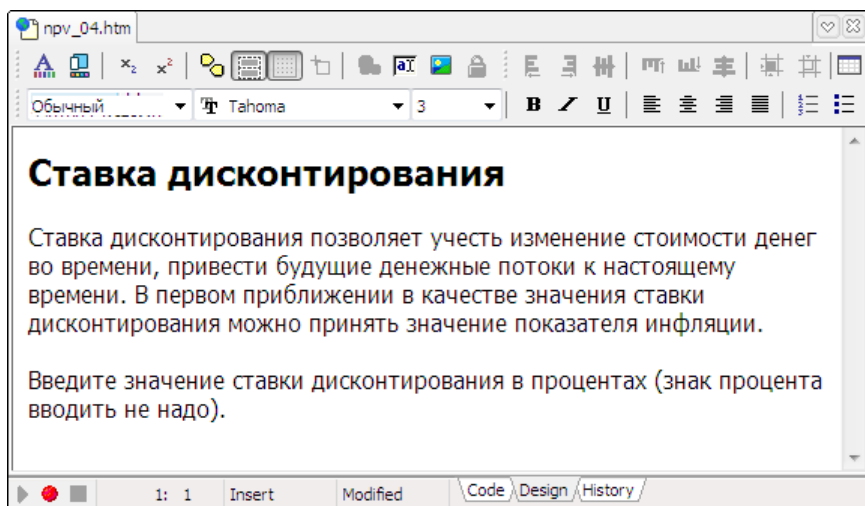 npv_04.htm
Обычный Tahoma 3 B I U
Ставка дисконтирования
Ставка дисконтирования позволяет учесть изменение стоимости денег
во времени, привести будущие денежные потоки к настоящему
времени. В первом приближении в качестве значения ставки
дисконтирования можно принять значение показателя инфляции.
Введите значение ставки дисконтирования в процентах (знак процента
вводить не надо).
1: 1 Insert Modified Code Design History